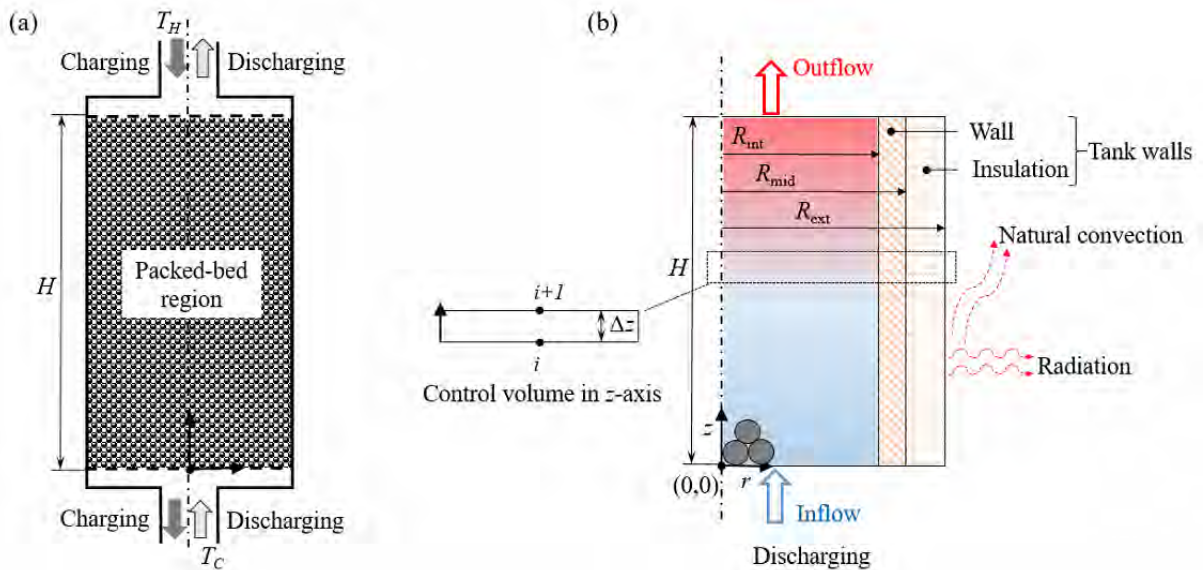 (a)
T_H
Charging
Discharging
H
Packed-bed
region
Charging
Discharging
T_C
(b)
Outflow
R_int
R_mid
R_ext
Wall
Insulation
Tank walls
Natural convection
H
i+1
Δz
i
Control volume in z-axis
Radiation
z
(0,0)
r
Inflow
Discharging